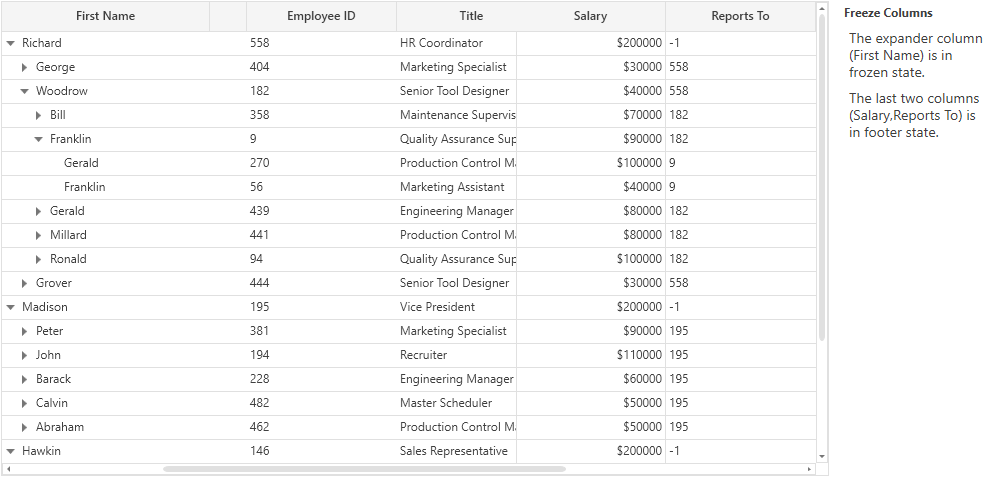 First Name Employee ID Title Salary Reports To
Richard 558 HR Coordinator $200000 -1
George 404 Marketing Specialist $30000 558
Woodrow 182 Senior Tool Designer $40000 558
Bill 358 Maintenance Supervis $70000 182
Franklin 9 Quality Assurance Sup $90000 182
Gerald 270 Production Control Ma $100000 9
Franklin 56 Marketing Assistant $40000 9
Gerald 439 Engineering Manager $80000 182
Millard 441 Production Control Ma $80000 182
Ronald 94 Quality Assurance Sup $100000 182
Grover 444 Senior Tool Designer $30000 558
Madison 195 Vice President $200000 -1
Peter 381 Marketing Specialist $90000 195
John 194 Recruiter $110000 195
Barack 228 Engineering Manager $60000 195
Calvin 482 Master Scheduler $50000 195
Abraham 462 Production Control Ma $50000 195
Hawkin 146 Sales Representative $200000 -1
Freeze Columns
The expander column
(First Name) is in
frozen state.
The last two columns
(Salary,Reports To) is
in footer state.